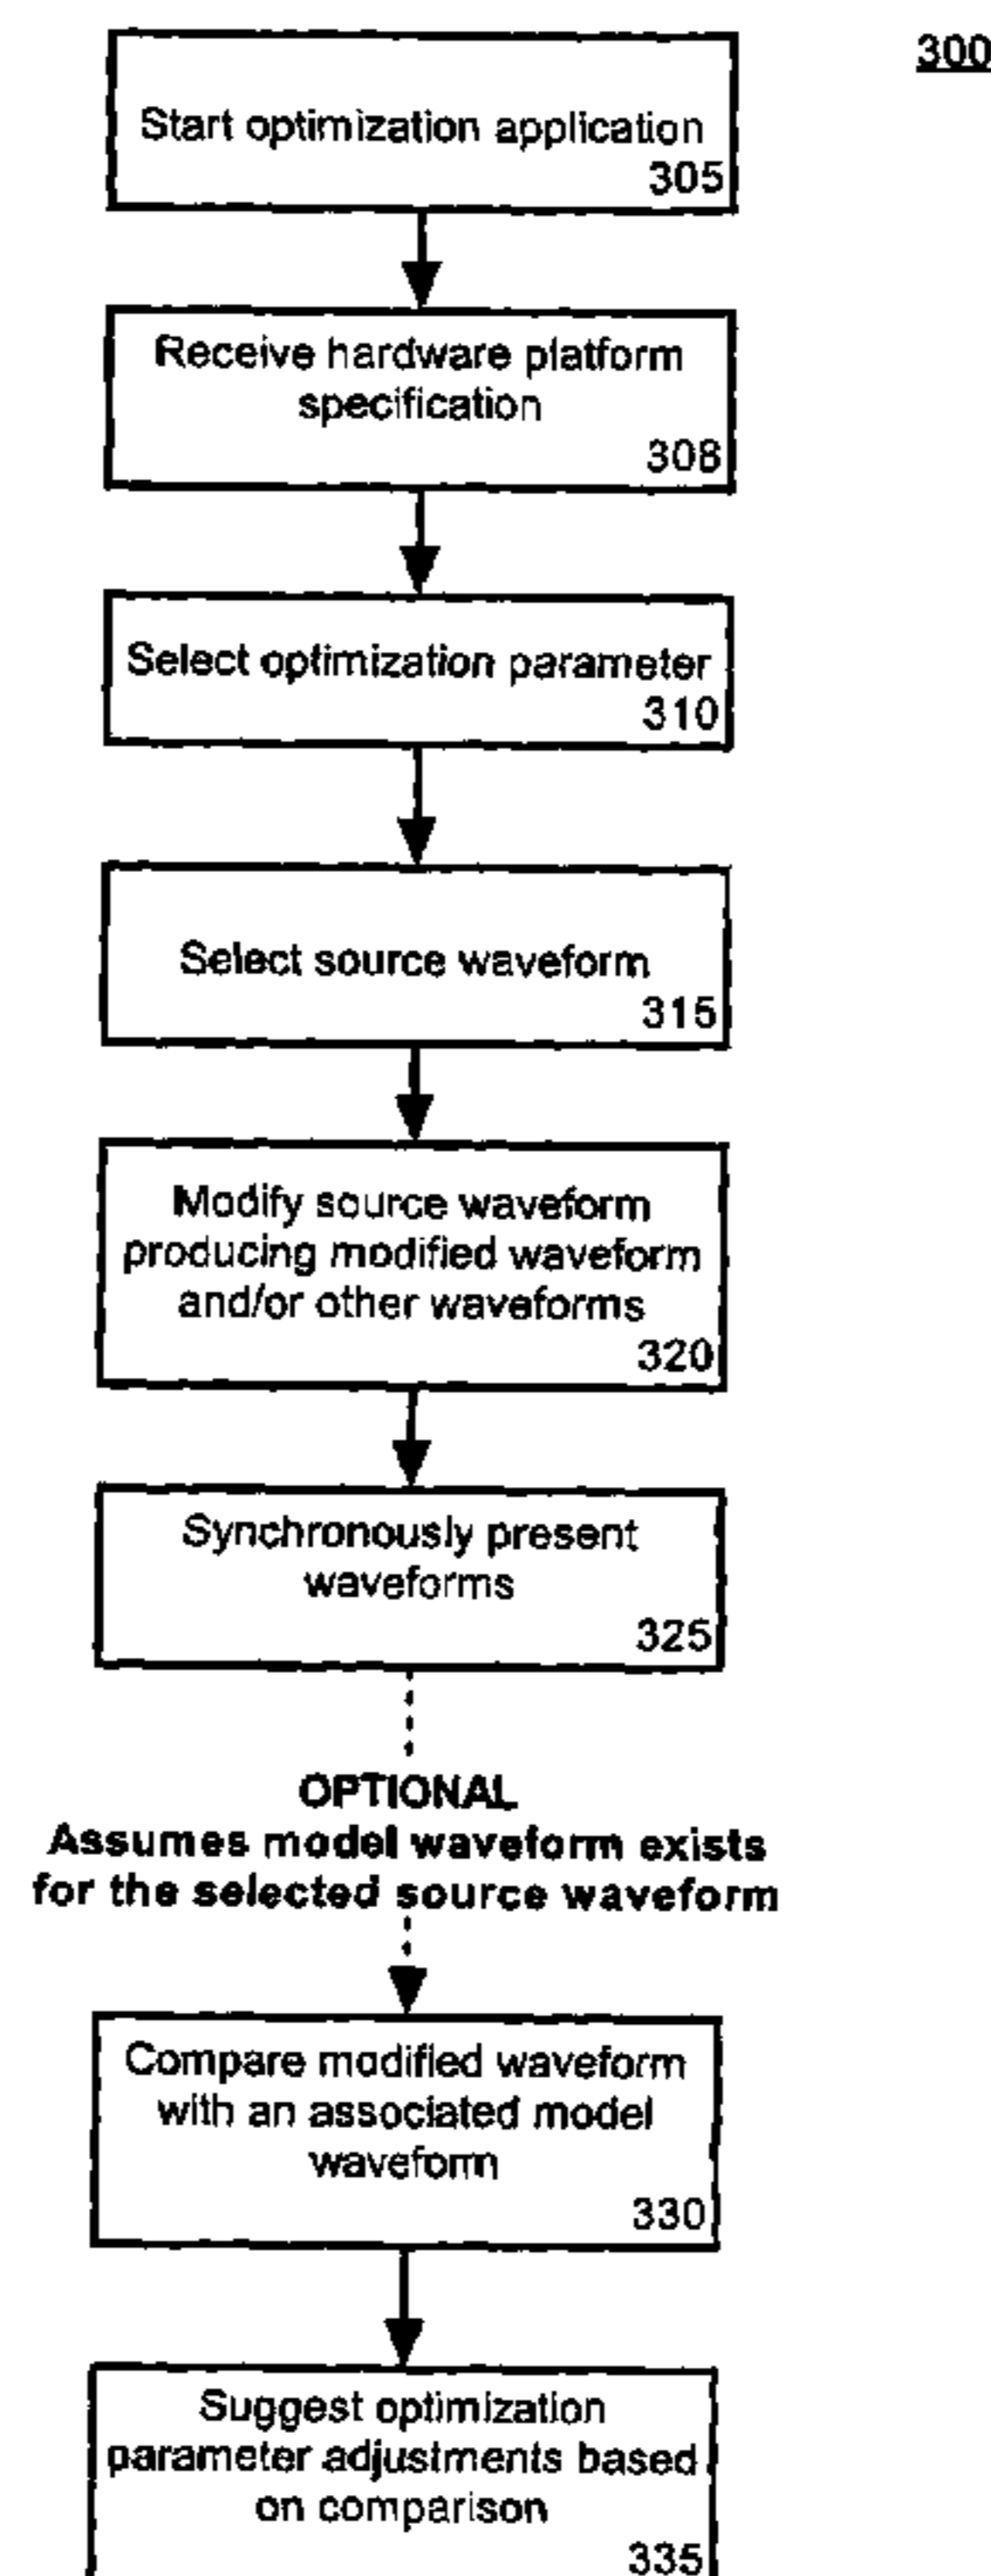 300
Start optimization application
305
Receive hardware platform
specification
308
Select optimization parameter
310
Select source waveform
315
Modify source waveform
producing modified waveform
and/or other waveforms
320
Synchronously present
waveforms
325
OPTIONAL
Assumes model waveform exists
for the selected source waveform
Compare modified waveform
with an associated model
waveform
330
Suggest optimization
parameter adjustments based
on comparison
335